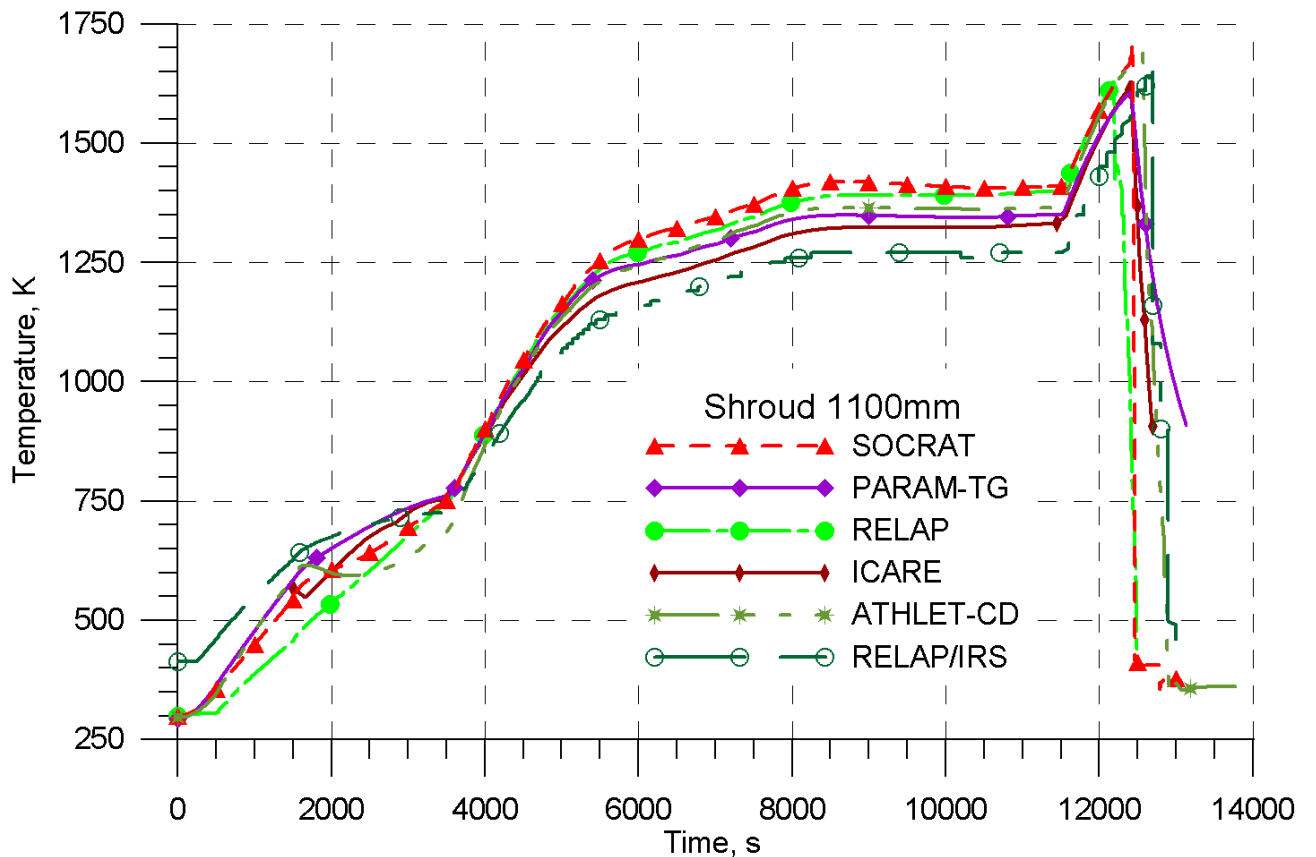 1750
1500
1250
1000
750
500
250
Temperature, K
Shroud 1100mm
SOCRAT
PARAM-TG
RELAP
ICARE
ATHLET-CD
RELAP/IRS
0 2000 4000 6000 8000 10000 12000 14000
Time, s